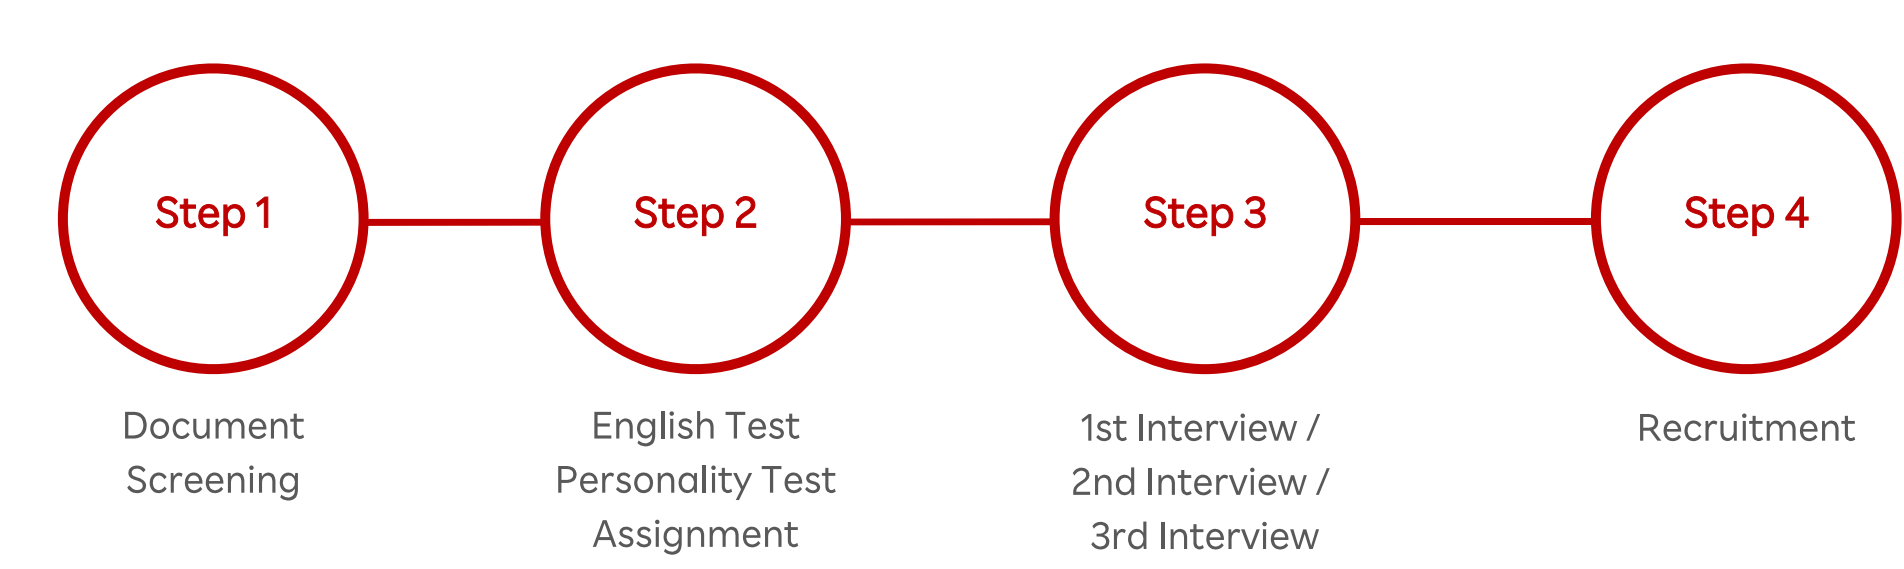 Step 1
Step 2
Step 3
Step 4
Document
Screening
English Test
Personality Test
Assignment
1st Interview /
2nd Interview /
3rd Interview
Recruitment